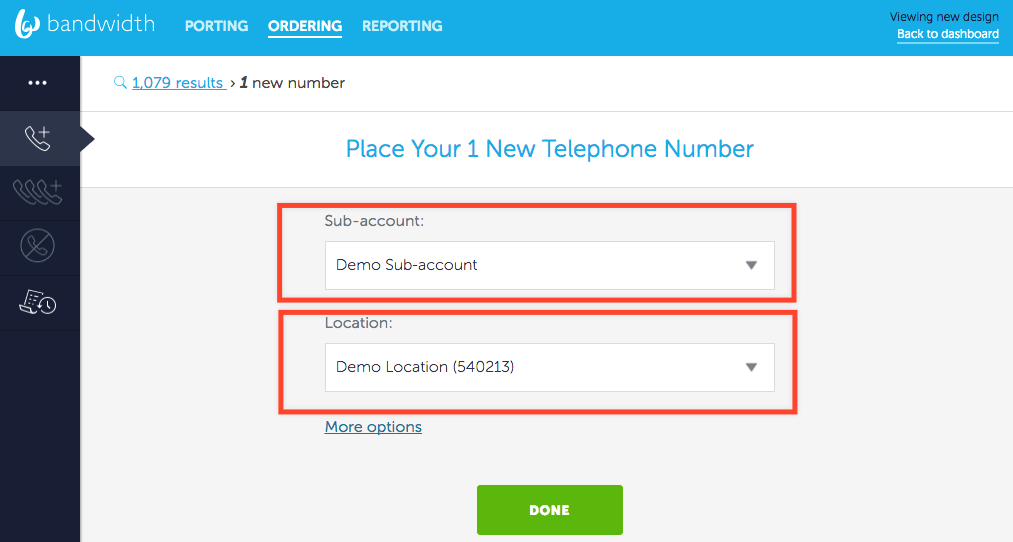 bandwidth
PORTING ORDERING REPORTING
Viewing new design
Back to dashboard
1,079 results › 1 new number
Place Your 1 New Telephone Number
Sub-account:
Demo Sub-account
Location:
Demo Location (540213)
More options
DONE